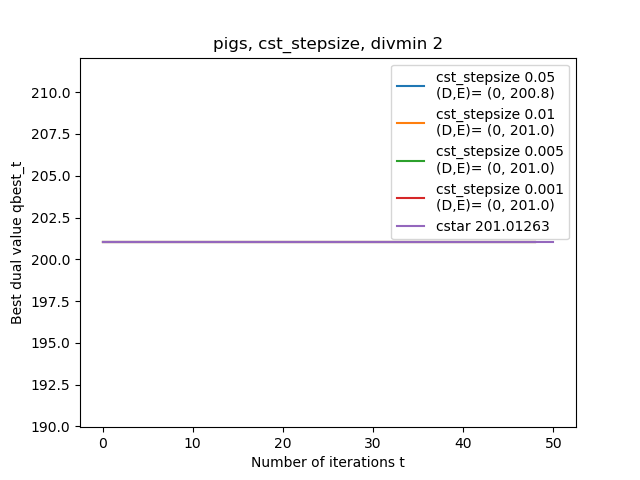 pigs, cst_stepsize, divmin 2
cst_stepsize 0.05
(D,E)= (0, 200.8)
cst_stepsize 0.01
(D,E)= (0, 201.0)
cst_stepsize 0.005
(D,E)= (0, 201.0)
cst_stepsize 0.001
(D,E)= (0, 201.0)
cstar 201.01263
Best dual value qbest_t
210.0
207.5
205.0
202.5
200.0
197.5
195.0
192.5
190.0
0 10 20 30 40 50
Number of iterations t